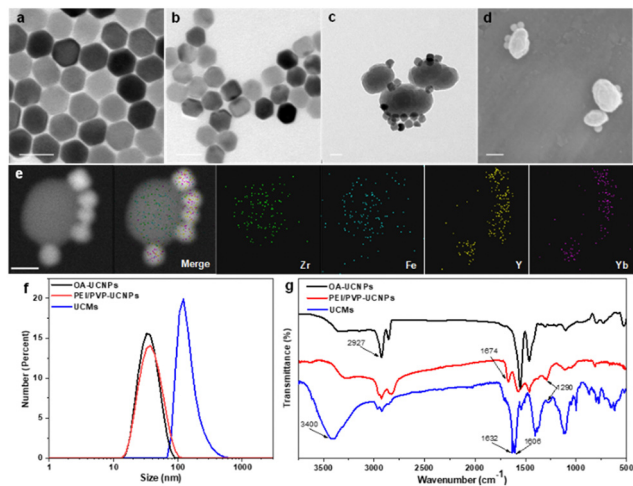 a
b
c
d
e
Merge
Zr
Fe
Y
Yb
f
OA-UCNPs
PEI/PVP-UCNPs
UCMs
Number (Percent)
20
15
10
5
0
1
10
100
1000
Size (nm)
g
OA-UCNPs
PEI/PVP-UCNPs
UCMs
Transmittance (%)
2927
1674
1290
3400
1632
1606
3500
3000
2500
2000
1500
1000
500
Wavenumber (cm-1)